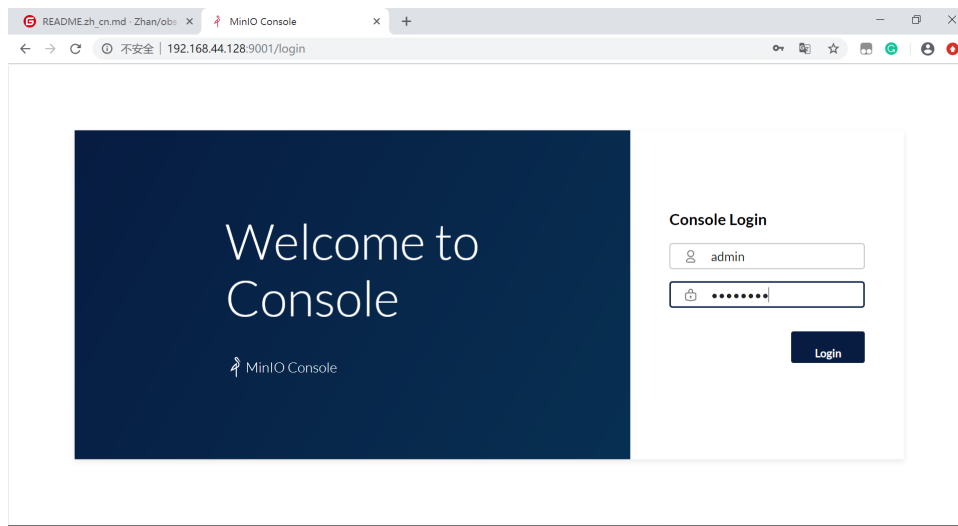 README.zh_cn.md · Zhan/obs
MinIO Console
不安全 | 192.168.44.128:9001/login
Welcome to
Console
MinIO Console
Console Login
admin
••••••••
Login